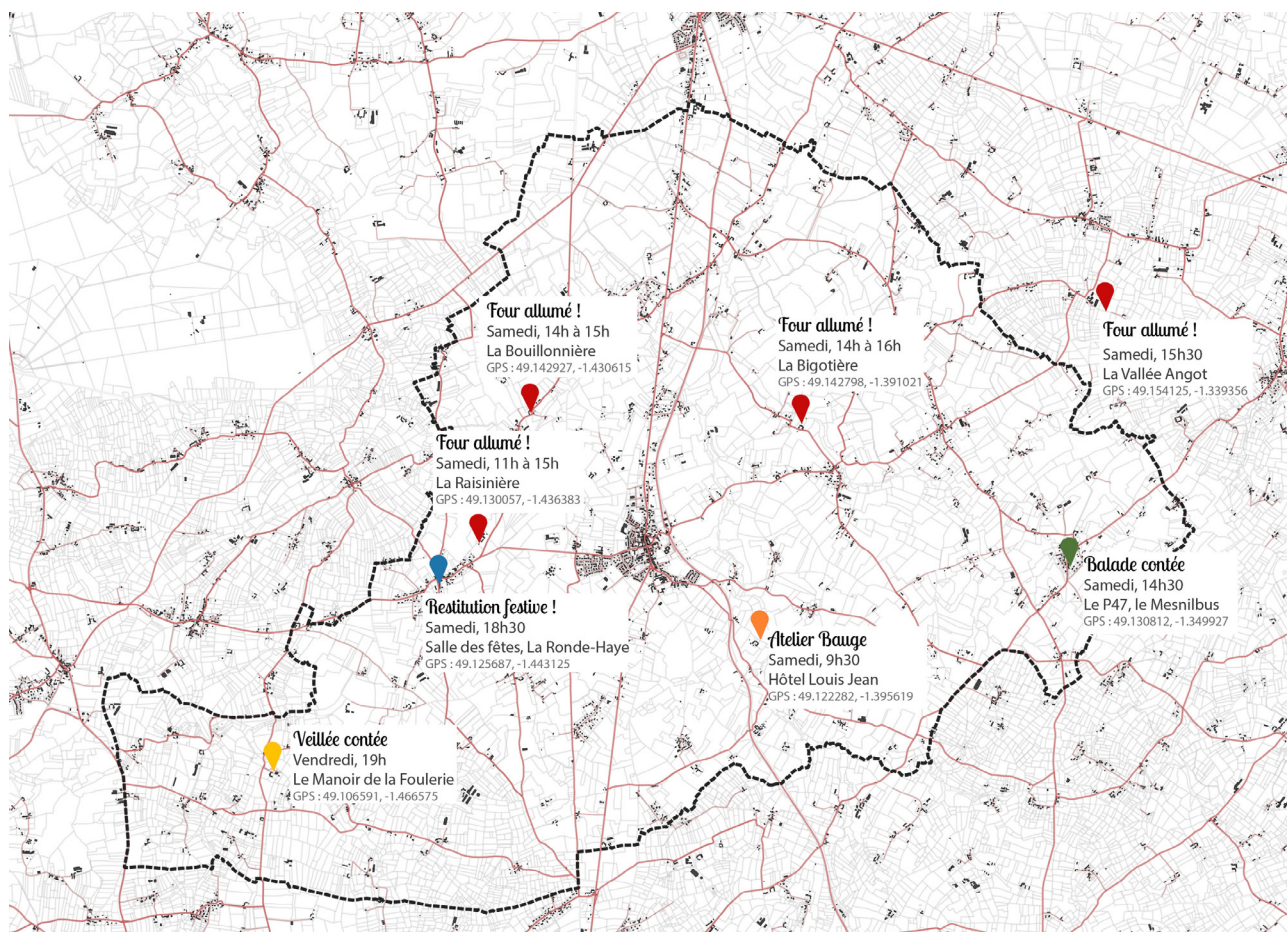 Four allumé !
Samedi, 14h à 15h
La Bouillonnière
GPS : 49.142927, -1.430615
Four allumé !
Samedi, 14h à 16h
La Bigotière
GPS : 49.142798, -1.391021
Four allumé !
Samedi, 15h30
La Vallée Angot
GPS : 49.154125, -1.339356
Four allumé !
Samedi, 11h à 15h
La Raisinière
GPS : 49.130057, -1.436383
Restitution festive !
Samedi, 18h30
Salle des fêtes, La Ronde-Haye
GPS : 49.125687, -1.443125
Balade contée
Samedi, 14h30
Le P47, le Mesnilbus
GPS : 49.130812, -1.349927
Atelier Bauge
Samedi, 9h30
Hôtel Louis Jean
GPS : 49.122282, -1.395619
Veillée contée
Vendredi, 19h
Le Manoir de la Foulerie
GPS : 49.106591, -1.466575